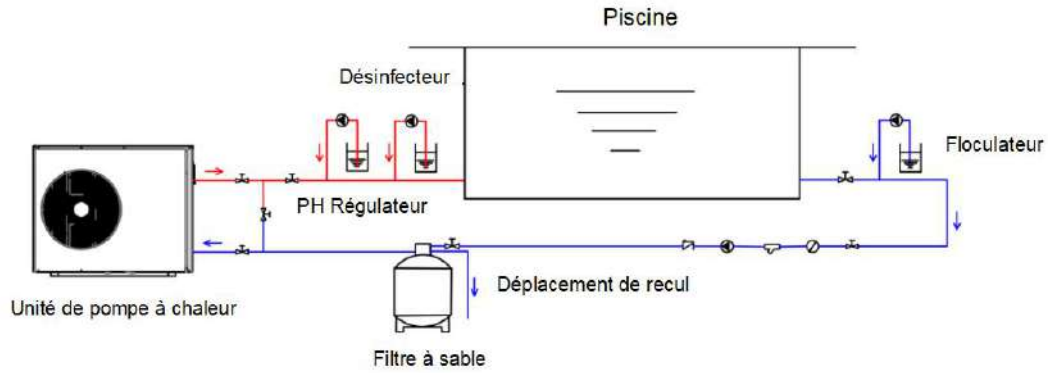 Piscine
Désinfecteur
Floculateur
PH Régulateur
Déplacement de recul
Unité de pompe à chaleur
Filtre à sable